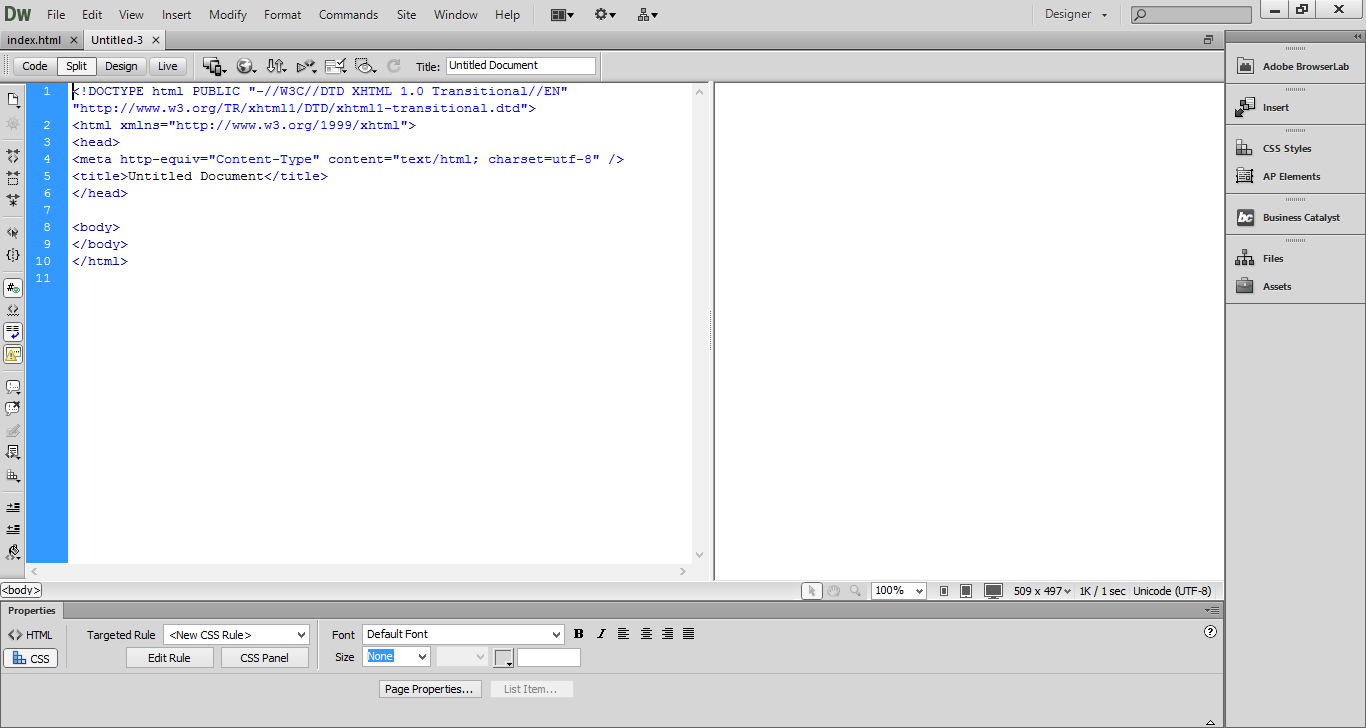 Dw File Edit View Insert Modify Format Commands Site Window Help Designer
index.html Untitled-3
Code Split Design Live Title: Untitled Document
1 <!DOCTYPE html PUBLIC "-//W3C//DTD XHTML 1.0 Transitional//EN"
"http://www.w3.org/TR/xhtml1/DTD/xhtml1-transitional.dtd">
2 <html xmlns="http://www.w3.org/1999/xhtml">
3 <head>
4 <meta http-equiv="Content-Type" content="text/html; charset=utf-8" />
5 <title>Untitled Document</title>
6 </head>
7
8 <body>
9 </body>
10 </html>
11
Adobe BrowserLab
Insert
CSS Styles
AP Elements
bc Business Catalyst
Files
Assets
<body> 100% 509 x 497 1K / 1 sec Unicode (UTF-8)
Properties
<> HTML Targeted Rule <New CSS Rule> Font Default Font B I
CSS Edit Rule CSS Panel Size None
Page Properties... List Item...